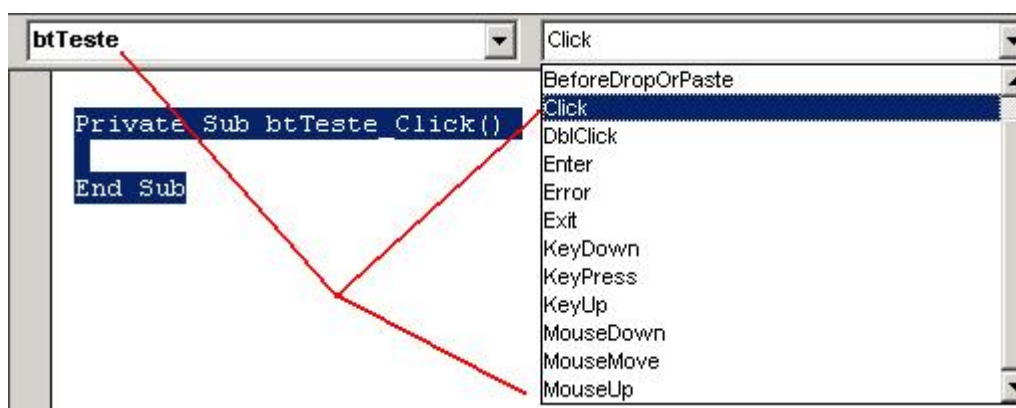 btTeste
Click
Private Sub btTeste_Click()
End Sub
BeforeDropOrPaste
Click
DblClick
Enter
Error
Exit
KeyDown
KeyPress
KeyUp
MouseDown
MouseMove
MouseUp